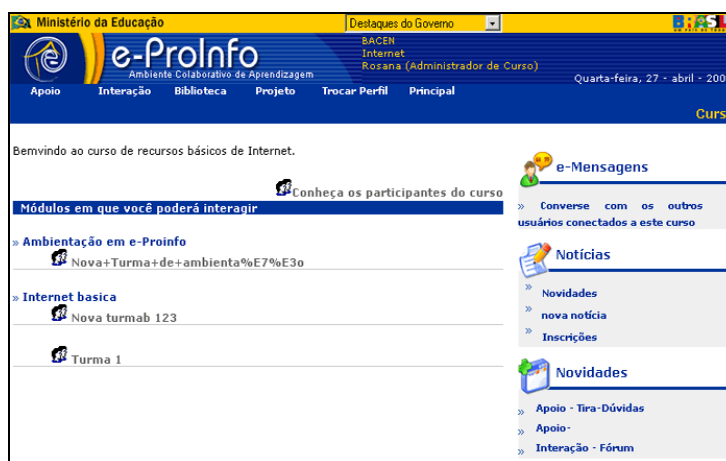 Ministério da Educação
Destaques do Governo
BRASIL
e-ProInfo
Ambiente Colaborativo de Aprendizagem
BACEN
Internet
Rosana (Administrador de Curso)
Quarta-feira, 27 - abril - 200
Apoio Interação Biblioteca Projeto Trocar Perfil Principal
Curs
Bemvindo ao curso de recursos básicos de Internet.
Conheça os participantes do curso
Módulos em que você poderá interagir
» Ambientação em e-Proinfo
Nova+Turma+de+ambienta%E7%E3o
» Internet basica
Nova turmab 123
Turma 1
e-Mensagens
» Converse com os outros
usuários conectados a este curso
Notícias
» Novidades
» nova notícia
» Inscrições
Novidades
» Apoio - Tira-Dúvidas
» Apoio-
» Interação - Fórum